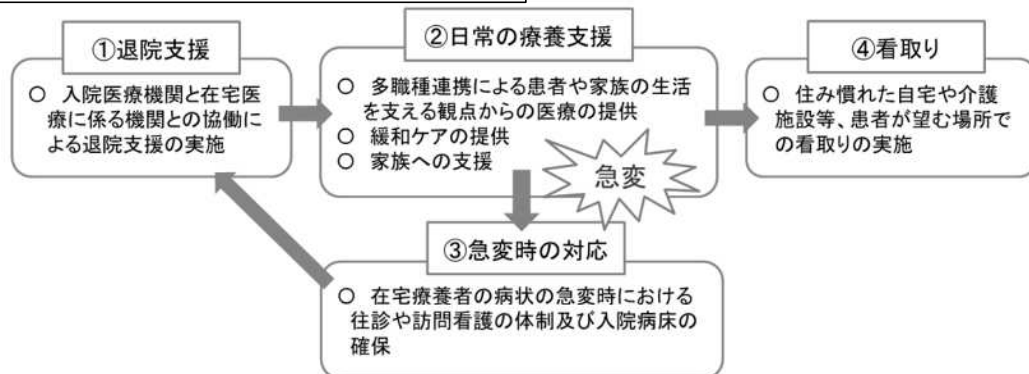 ①退院支援
○ 入院医療機関と在宅医
療に係る機関との協働に
よる退院支援の実施
②日常の療養支援
○ 多職種連携による患者や家族の生活
を支える観点からの医療の提供
○ 緩和ケアの提供
○ 家族への支援
急変
④看取り
○ 住み慣れた自宅や介護
施設等、患者が望む場所で
の看取りの実施
③急変時の対応
○ 在宅療養者の病状の急変時における
往診や訪問看護の体制及び入院病床の
確保